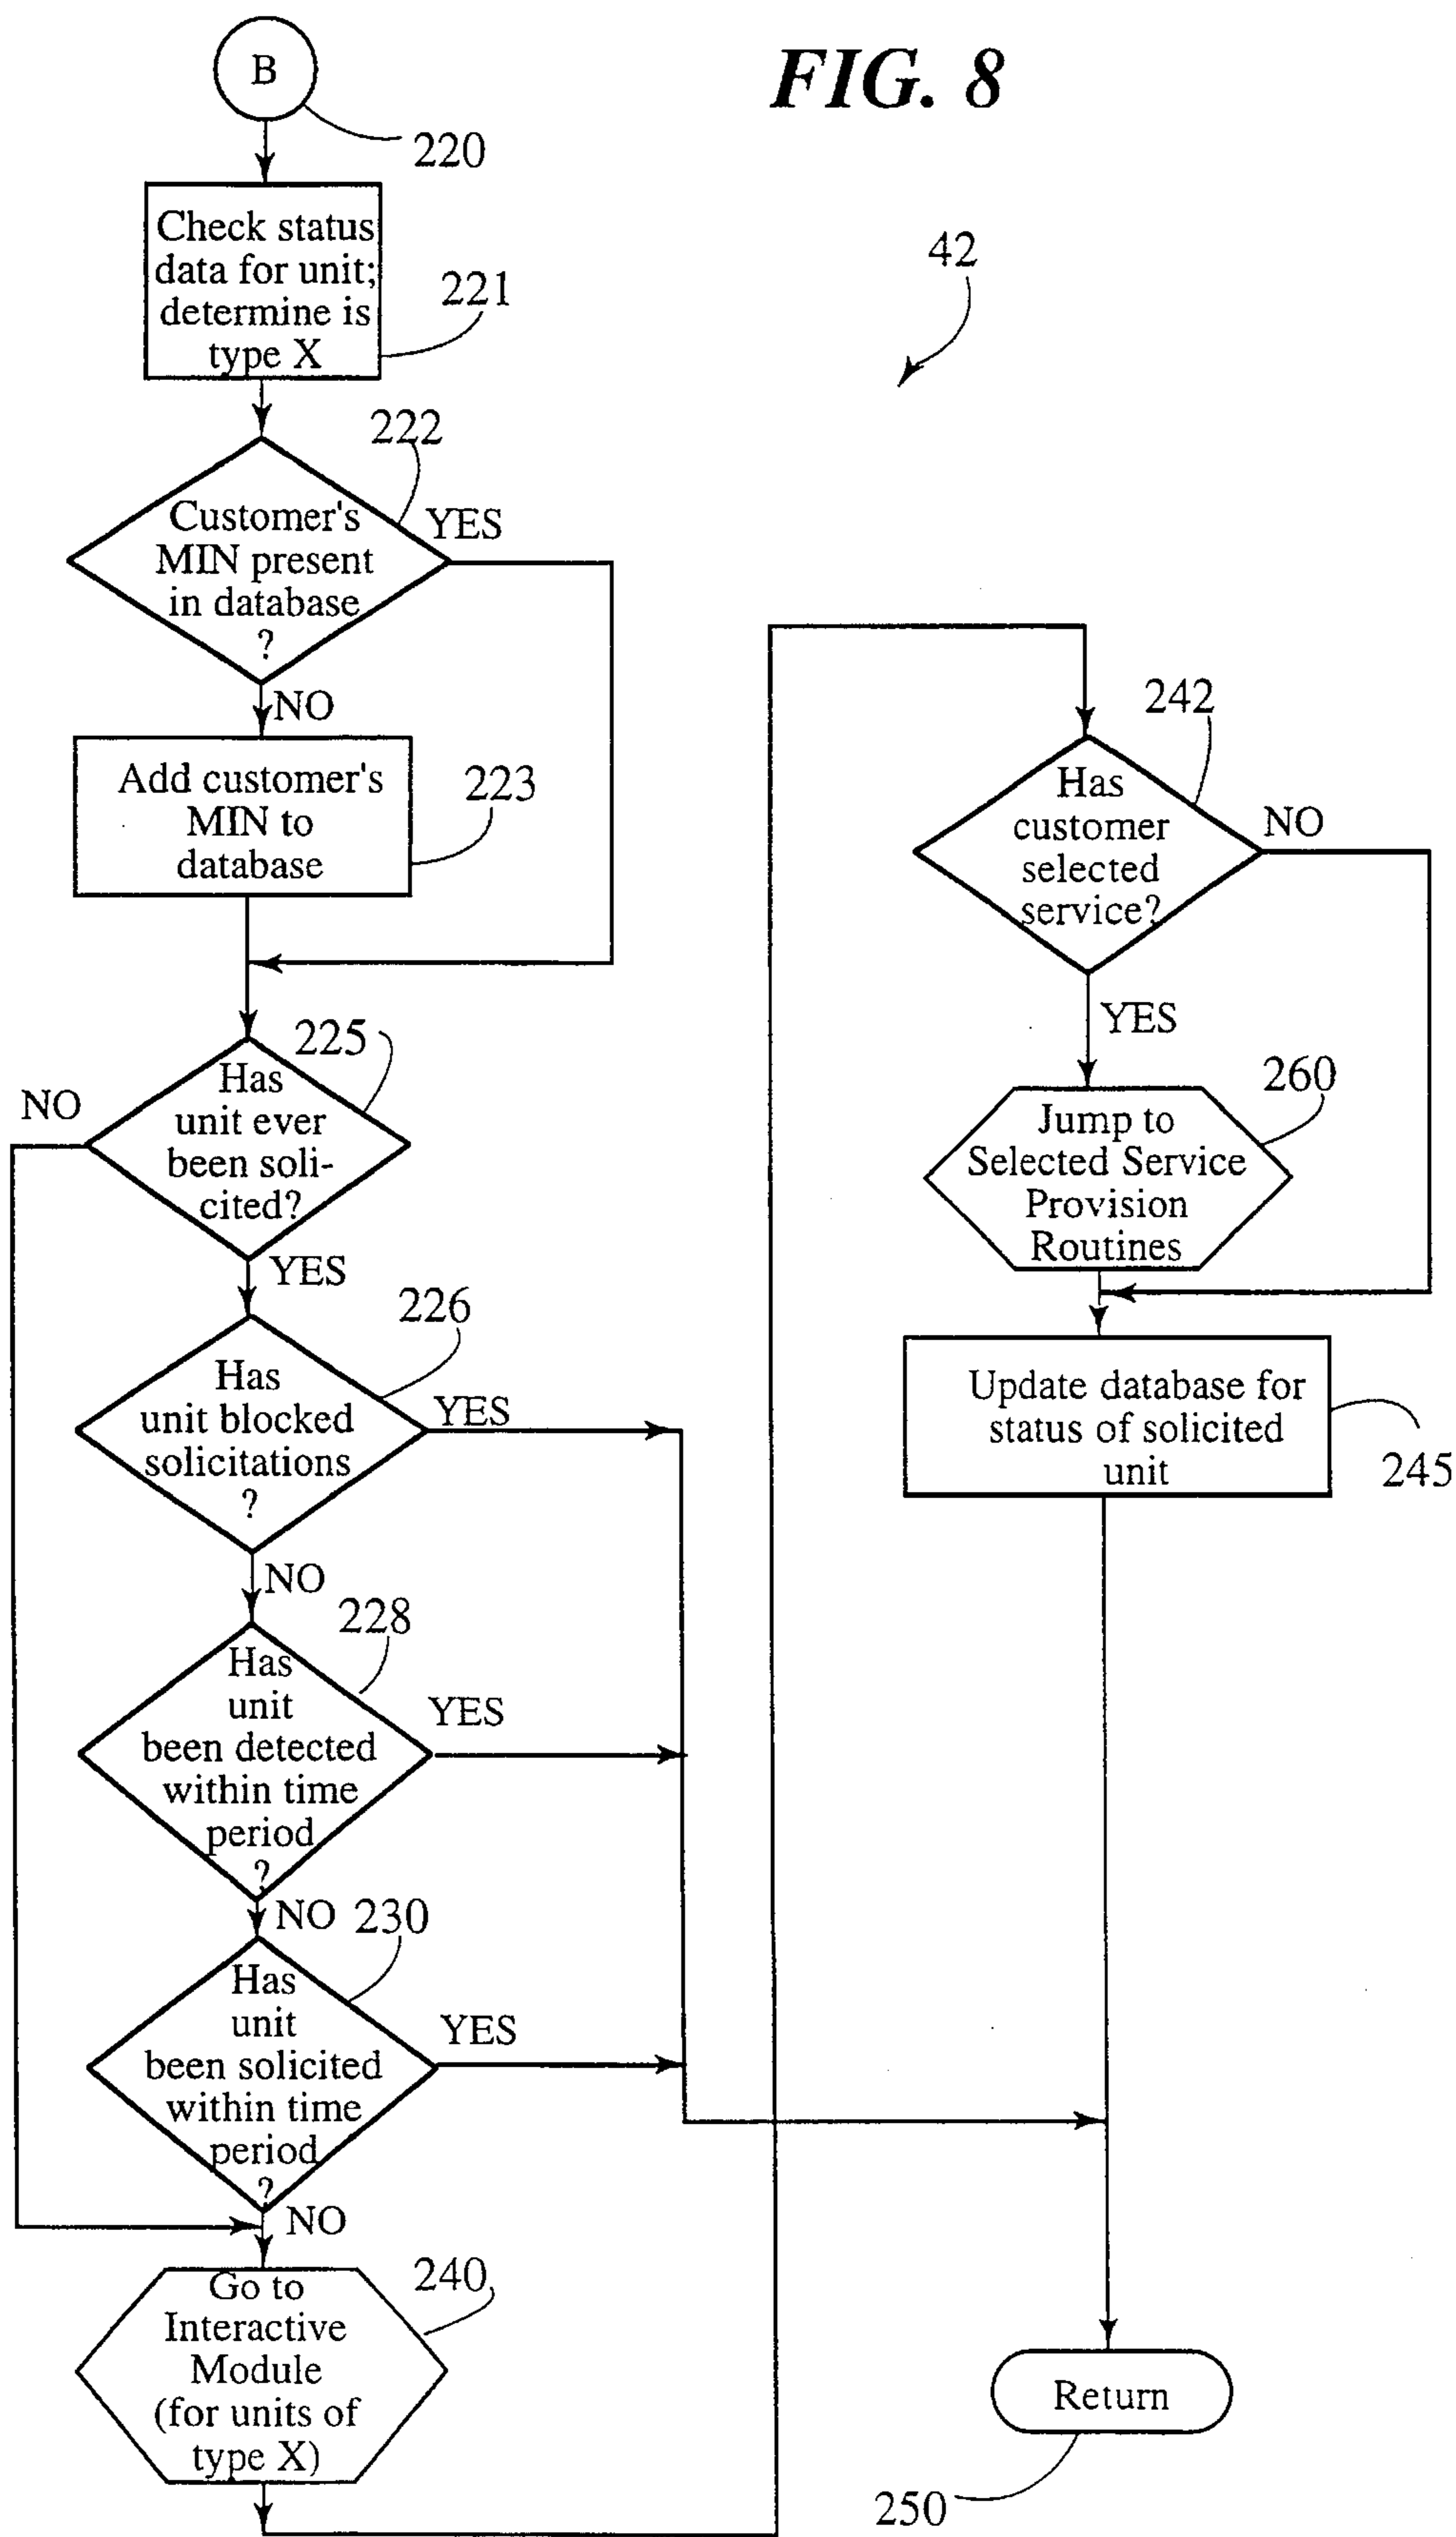 FIG. 8
B
220
Check status
data for unit;
determine is
type X
221
42
222
Customer's
MIN present
in database
?
YES
NO
Add customer's
MIN to
database
223
225
Has
unit ever
been soli-
cited?
NO
YES
226
Has
unit blocked
solicitations
?
YES
NO
228
Has
unit
been detected
within time
period
?
YES
NO
230
Has
unit
been solicited
within time
period
?
YES
NO
240
Go to
Interactive
Module
(for units of
type X)
242
Has
customer
selected
service?
NO
YES
260
Jump to
Selected Service
Provision
Routines
Update database for
status of solicited
unit
245
Return
250